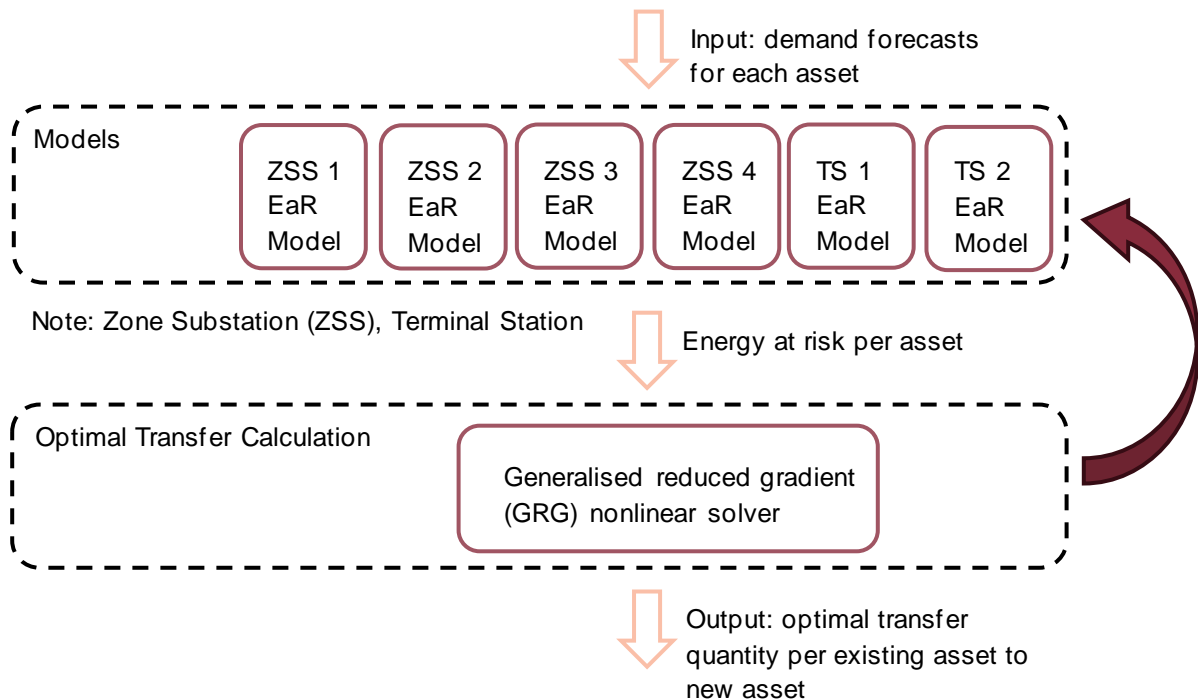 Input: demand forecasts
for each asset
Models
ZSS 1
EaR
Model
ZSS 2
EaR
Model
ZSS 3
EaR
Model
ZSS 4
EaR
Model
TS 1
EaR
Model
TS 2
EaR
Model
Note: Zone Substation (ZSS), Terminal Station
Energy at risk per asset
Optimal Transfer Calculation
Generalised reduced gradient
(GRG) nonlinear solver
Output: optimal transfer
quantity per existing asset to
new asset